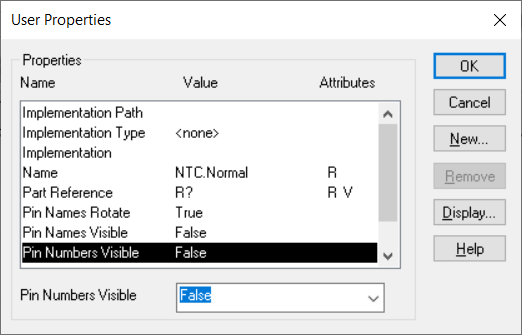 User Properties
Properties
Name Value Attributes
Implementation Path
Implementation Type <none>
Implementation
Name NTC.Normal R
Part Reference R? R V
Pin Names Rotate True
Pin Names Visible False
Pin Numbers Visible False
Pin Numbers Visible False
OK
Cancel
New...
Remove
Display...
Help